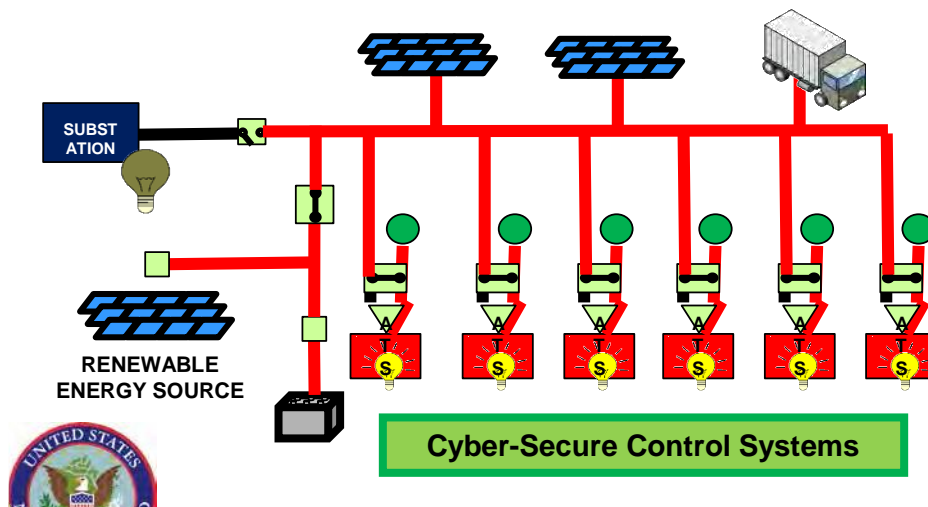 SUBST
ATION
A
T
S
A
T
S
A
T
S
A
T
S
A
T
S
A
T
S
RENEWABLE
ENERGY SOURCE
Cyber-Secure Control Systems
UNITED STATES